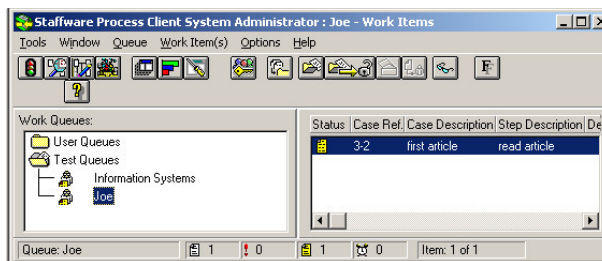 Staffware Process Client System Administrator : Joe - Work Items
Tools Window Queue Work Item(s) Options Help
Work Queues:
User Queues
Test Queues
Information Systems
Joe
Status Case Ref. Case Description Step Description De
3-2 first article read article
Queue: Joe 1 0 1 0 Item: 1 of 1